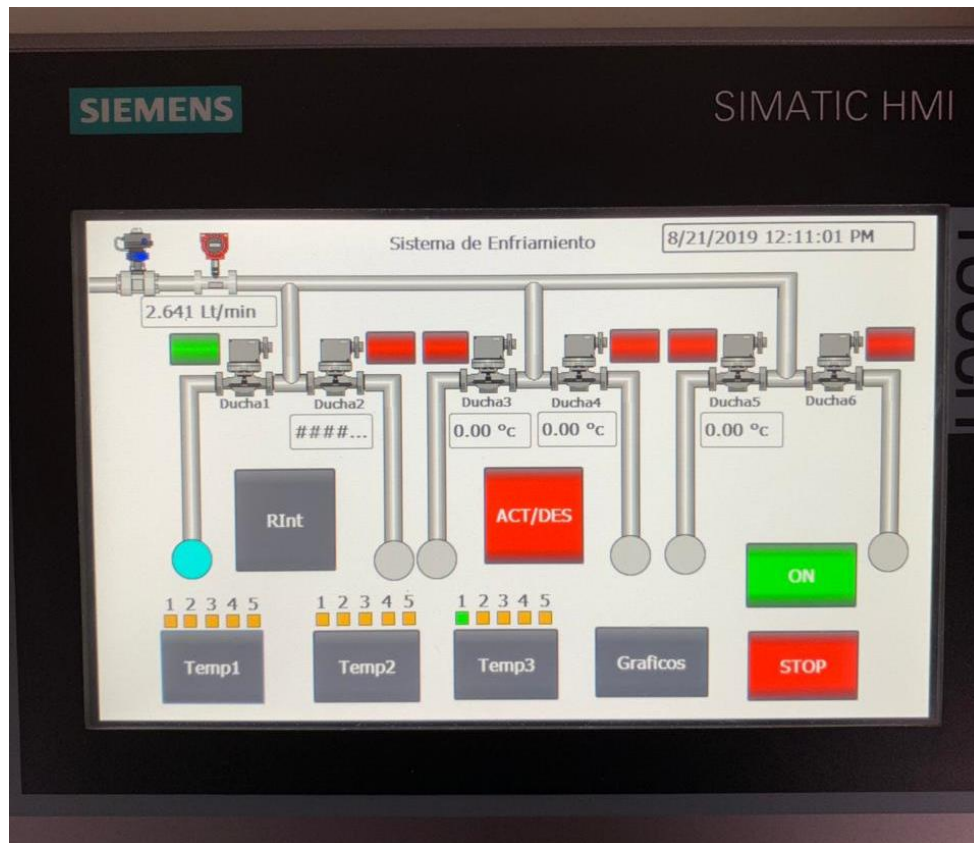 SIEMENS
SIMATIC HMI
Sistema de Enfriamiento
8/21/2019 12:11:01 PM
2.641 Lt/min
Ducha1 Ducha2 Ducha3 Ducha4 Ducha5 Ducha6
####... 0.00 °C 0.00 °C 0.00 °C
RInt
ACT/DES
ON
1 2 3 4 5 1 2 3 4 5 1 2 3 4 5
Temp1 Temp2 Temp3 Graficos STOP